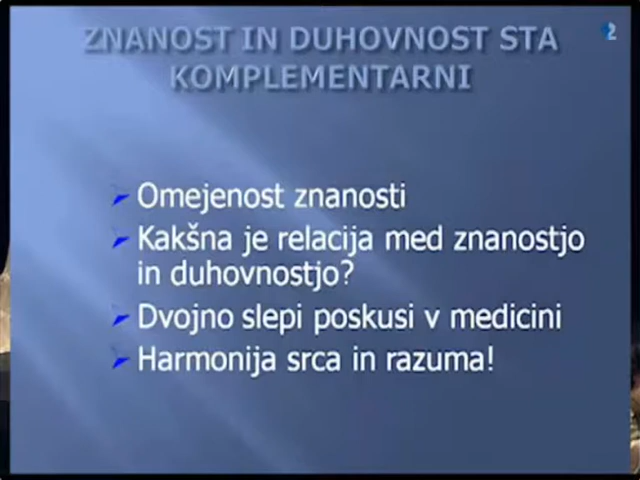 ZNANOST IN DUHOVNOST STA
KOMPLEMENTARNI
2
Omejenost znanosti
Kakšna je relacija med znanostjo
in duhovnostjo?
Dvojno slepi poskusi v medicini
Harmonija srca in razuma!